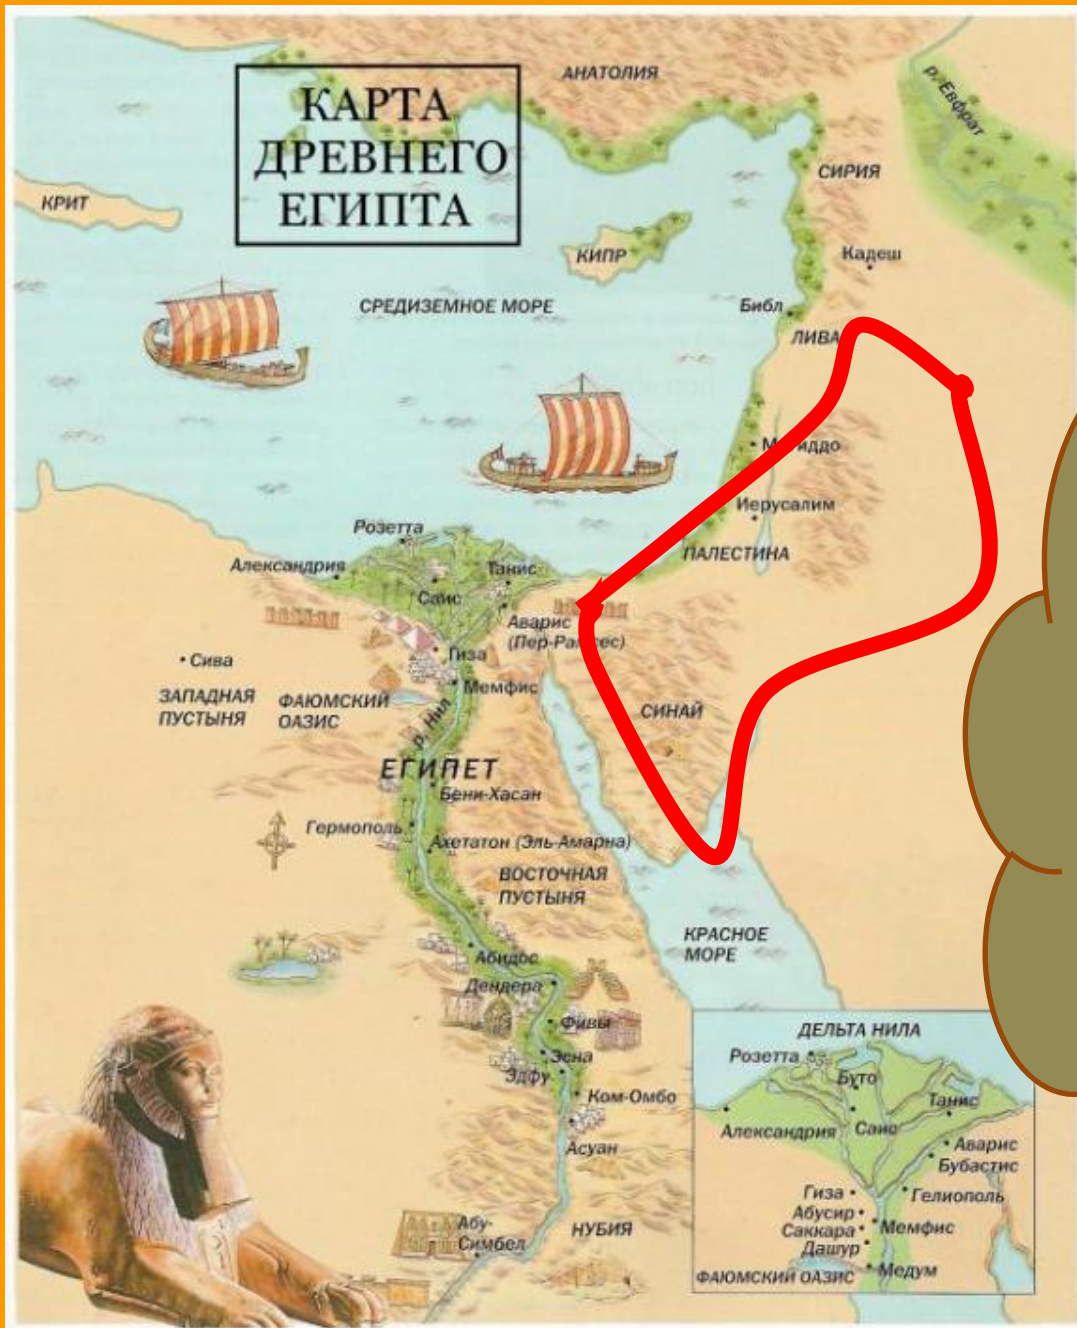 КАРТА
ДРЕВНЕГО
ЕГИПТА
АНАТОЛИЯ
р. Евфрат
СИРИЯ
КРИТ
КИПР
Кадеш
СРЕДИЗЕМНОЕ МОРЕ
Библ
ЛИВА
Иерусалим
ПАЛЕСТИНА
Розетта
Александрия
Танис
Саис
Аварис
Гиза
Сива
Мемфис
ЗАПАДНАЯ
ПУСТЫНЯ
ФАЮМСКИЙ
ОАЗИС
р. Нил
СИНАЙ
ЕГИПЕТ
Бени-Хасан
Гермополь
Ахетатон (Эль-Амарна)
ВОСТОЧНАЯ
ПУСТЫНЯ
КРАСНОЕ
МОРЕ
Абидос
Дендера
Фивы
Эсна
Эдфу
Ком-Омбо
Асуан
НУБИЯ
Абу-
Симбел
ДЕЛЬТА НИЛА
Розетта
Буто
Танис
Александрия
Саис
Аварис
Бубастис
Гиза
Гелиополь
Абусир
Саккара
Мемфис
Дашур
ФАЮМСКИЙ ОАЗИС
Медум